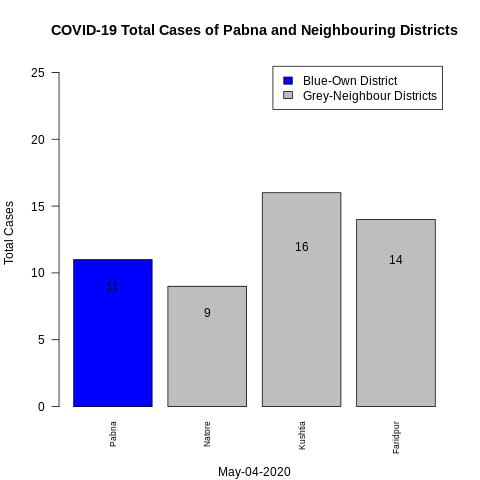 COVID-19 Total Cases of Pabna and Neighbouring Districts
25
20
15
10
5
0
Total Cases
Blue-Own District
Grey-Neighbour Districts
11
9
16
14
Pabna
Natore
Kushtia
Faridpur
May-04-2020